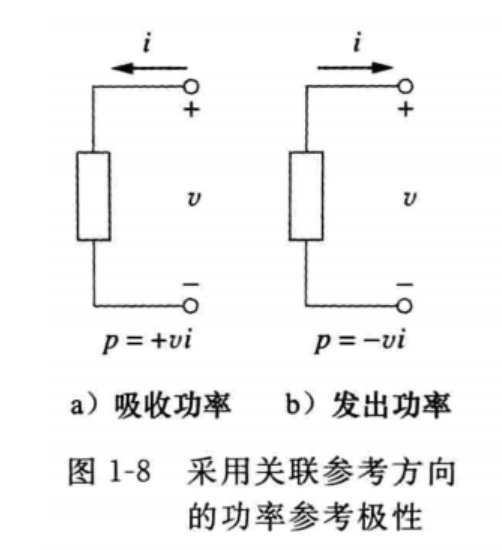 i i
+ +
v v
− −
p = +vi p = −vi
a）吸收功率 b）发出功率
图 1-8 采用关联参考方向
的功率参考极性